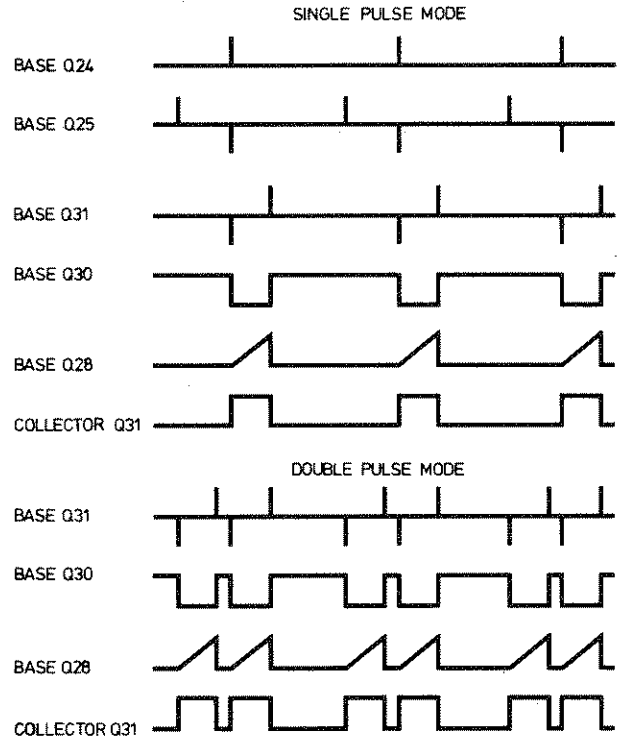 SINGLE PULSE MODE
BASE Q24
BASE Q25
BASE Q31
BASE Q30
BASE Q28
COLLECTOR Q31
DOUBLE PULSE MODE
BASE Q31
BASE Q30
BASE Q28
COLLECTOR Q31